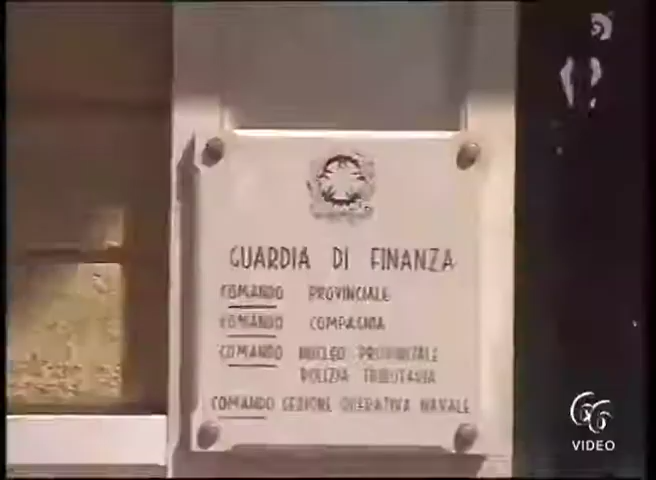 GUARDIA DI FINANZA
COMANDO PROVINCIALE
COMANDO COMPAGNIA
COMANDO NUCLEO PROVINCIALE
POLIZIA TRIBUTARIA
COMANDO SEZIONE OPERATIVA NAVALE
VIDEO